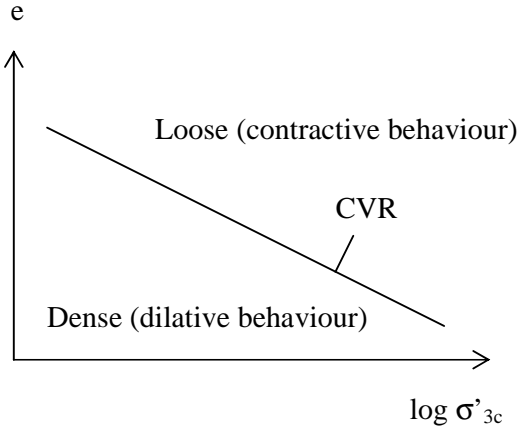 e
Loose (contractive behaviour)
CVR
Dense (dilative behaviour)
log σ’3c